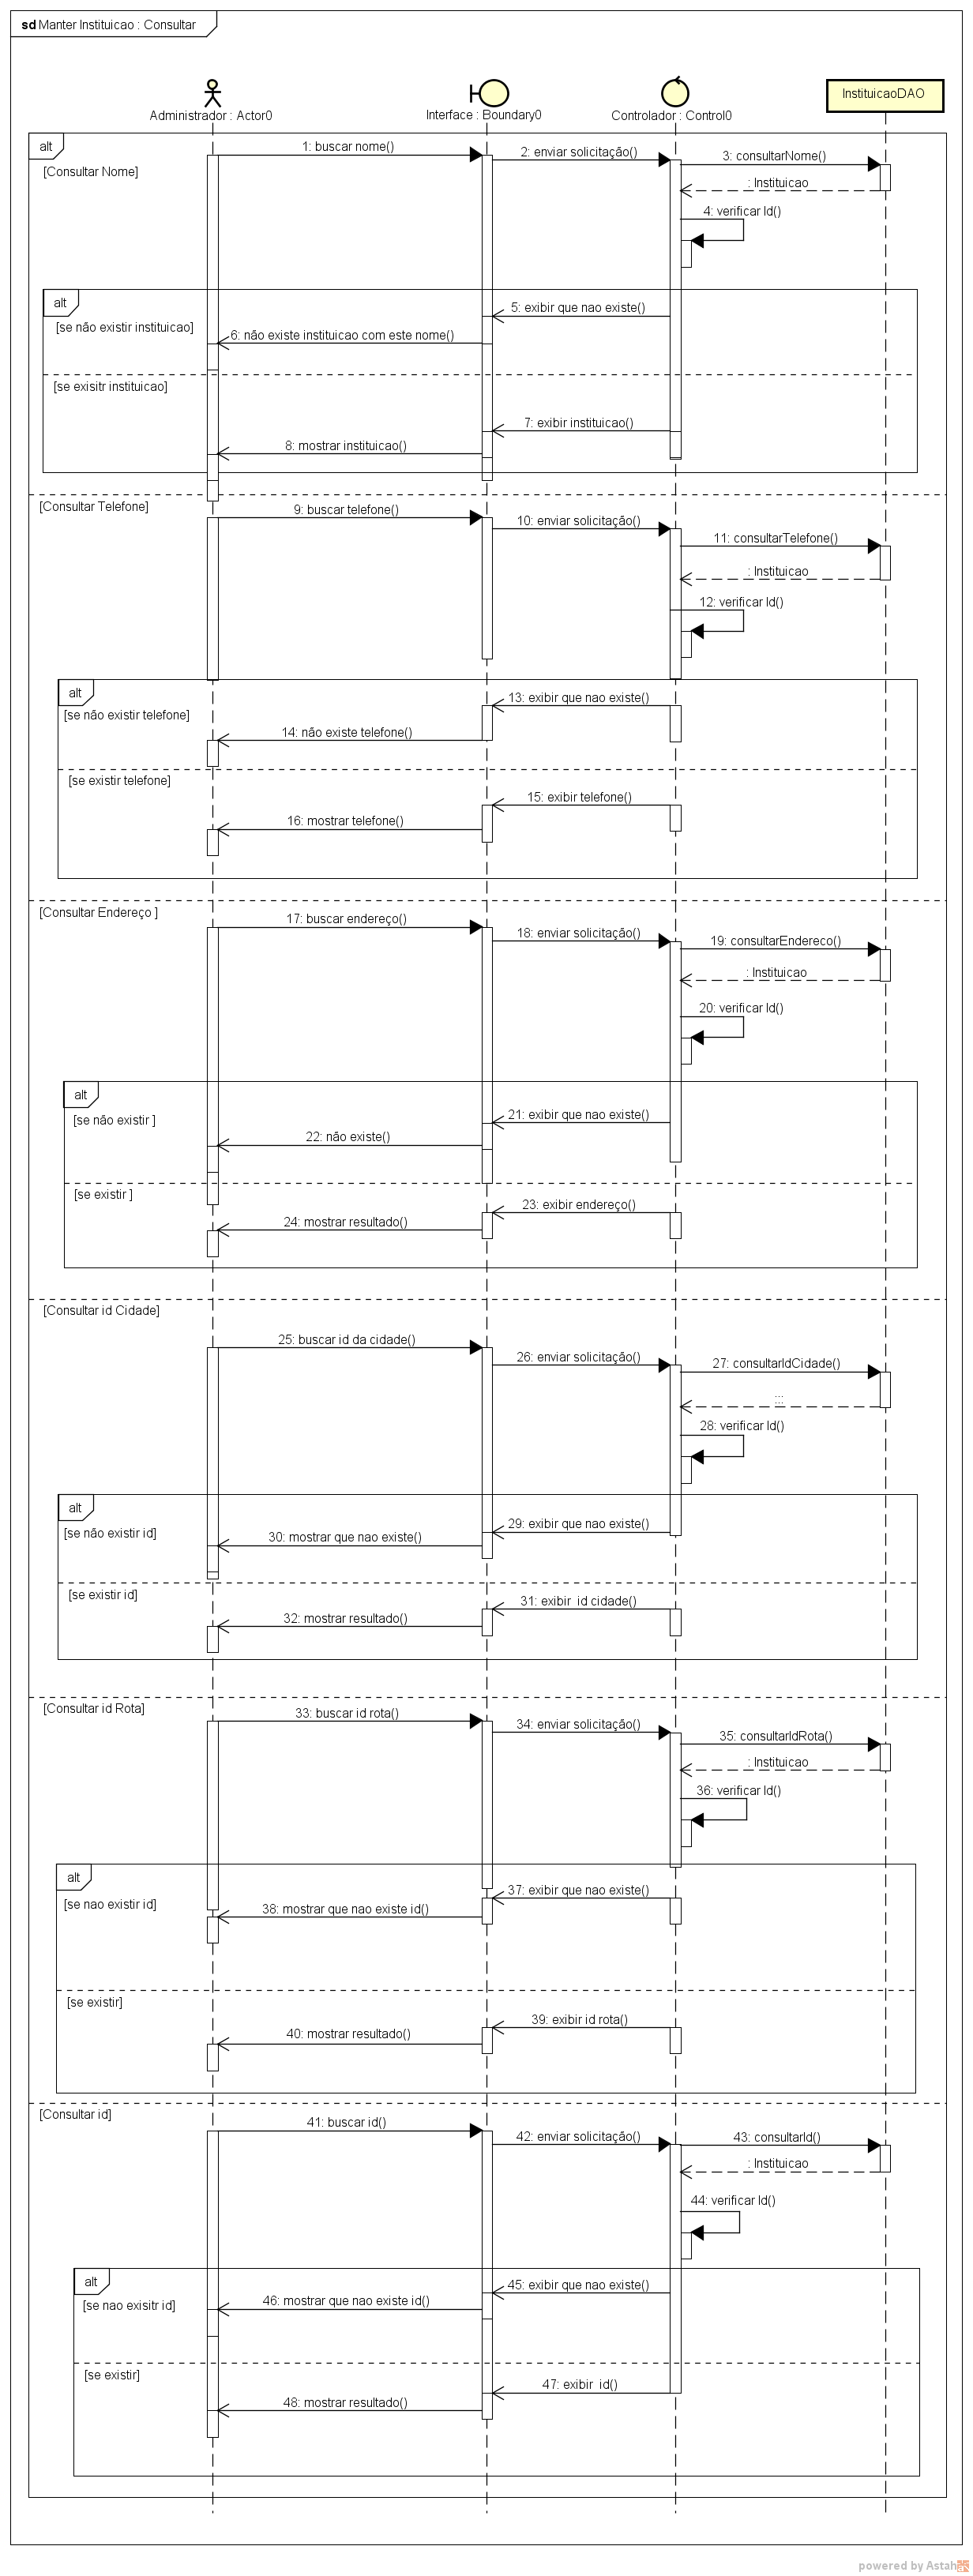 sd Manter Instituicao : Consultar
Administrador : Actor0
Interface : Boundary0
Controlador : Control0
InstituicaoDAO
alt
[Consultar Nome]
1: buscar nome()
2: enviar solicitação()
3: consultarNome()
: Instituicao
4: verificar Id()
alt
[se não existir instituicao]
5: exibir que nao existe()
6: não existe instituicao com este nome()
[se exisitr instituicao]
7: exibir instituicao()
8: mostrar instituicao()
[Consultar Telefone]
9: buscar telefone()
10: enviar solicitação()
11: consultarTelefone()
: Instituicao
12: verificar Id()
alt
[se não existir telefone]
13: exibir que nao existe()
14: não existe telefone()
[se existir telefone]
15: exibir telefone()
16: mostrar telefone()
[Consultar Endereço ]
17: buscar endereço()
18: enviar solicitação()
19: consultarEndereco()
: Instituicao
20: verificar Id()
alt
[se não existir ]
21: exibir que nao existe()
22: não existe()
[se existir ]
23: exibir endereço()
24: mostrar resultado()
[Consultar id Cidade]
25: buscar id da cidade()
26: enviar solicitação()
27: consultarIdCidade()
:::
28: verificar Id()
alt
[se não existir id]
29: exibir que nao existe()
30: mostrar que nao existe()
[se existir id]
31: exibir  id cidade()
32: mostrar resultado()
[Consultar id Rota]
33: buscar id rota()
34: enviar solicitação()
35: consultarIdRota()
: Instituicao
36: verificar Id()
alt
[se nao existir id]
37: exibir que nao existe()
38: mostrar que nao existe id()
[se existir]
39: exibir id rota()
40: mostrar resultado()
[Consultar id]
41: buscar id()
42: enviar solicitação()
43: consultarId()
: Instituicao
44: verificar Id()
alt
[se nao exisitr id]
45: exibir que nao existe()
46: mostrar que nao existe id()
[se existir]
47: exibir  id()
48: mostrar resultado()
powered by Astah